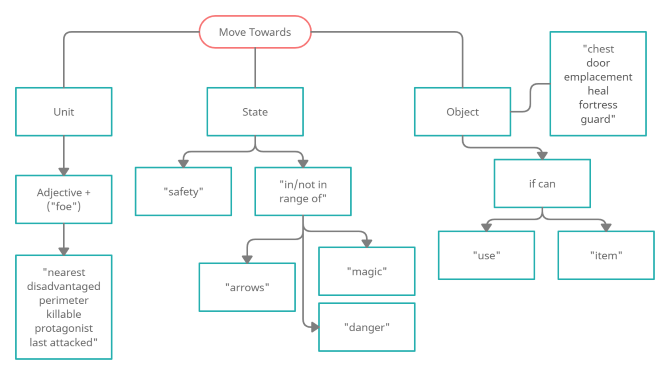 Move Towards
Unit
State
Object
"chest
door
emplacement
heal
fortress
guard"
Adjective +
("foe")
"safety"
"in/not in
range of"
if can
"nearest
disadvantaged
perimeter
killable
protagonist
last attacked"
"arrows"
"magic"
"danger"
"use"
"item"